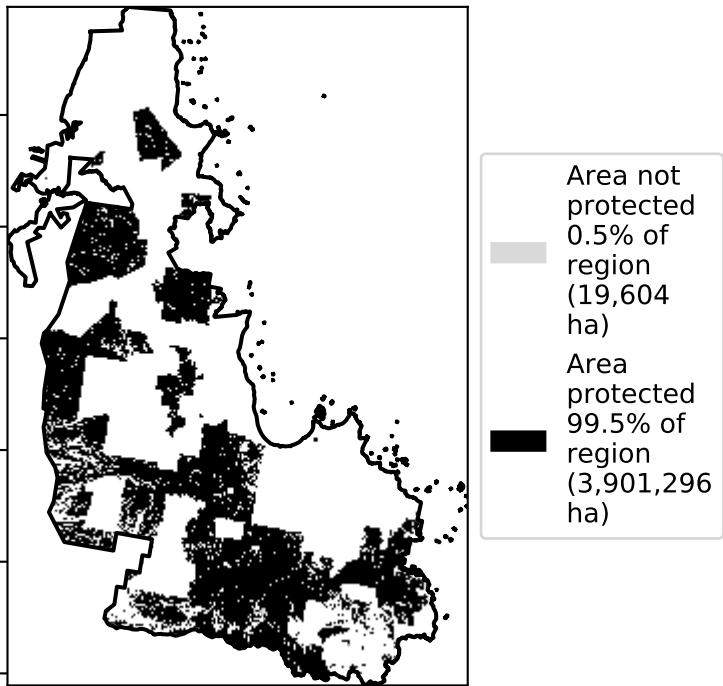 Area not
protected
0.5% of
region
(19,604
ha)
Area
protected
99.5% of
region
(3,901,296
ha)